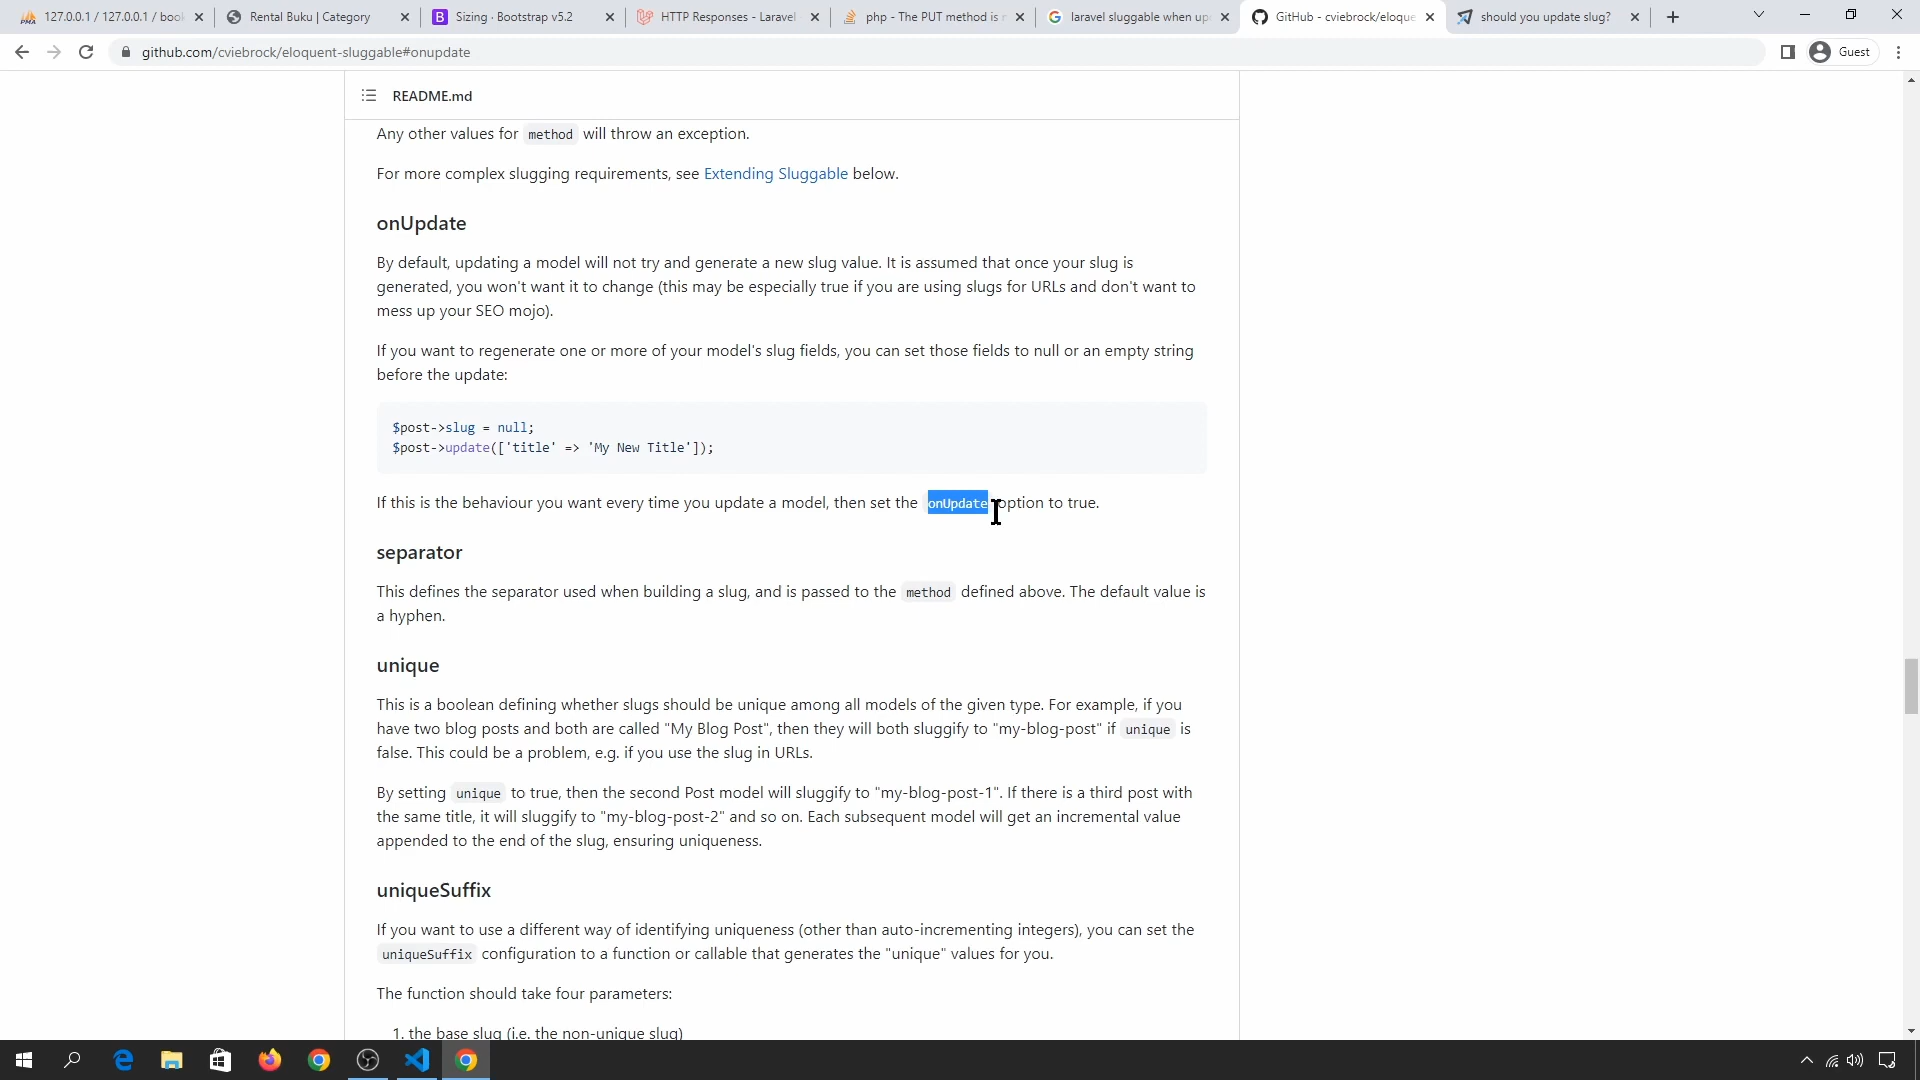 127.0.0.1 / 127.0.0.1 / book
Rental Buku | Category
Sizing · Bootstrap v5.2
HTTP Responses - Laravel
php - The PUT method is n
laravel sluggable when upd
GitHub - cviebrock/eloque
should you update slug?
github.com/cviebrock/eloquent-sluggable#onupdate
Guest
README.md
Any other values for method will throw an exception.
For more complex slugging requirements, see Extending Sluggable below.
onUpdate
By default, updating a model will not try and generate a new slug value. It is assumed that once your slug is
generated, you won't want it to change (this may be especially true if you are using slugs for URLs and don't want to
mess up your SEO mojo).
If you want to regenerate one or more of your model's slug fields, you can set those fields to null or an empty string
before the update:
$post->slug = null;
$post->update(['title' => 'My New Title']);
If this is the behaviour you want every time you update a model, then set the onUpdate option to true.
separator
This defines the separator used when building a slug, and is passed to the method defined above. The default value is
a hyphen.
unique
This is a boolean defining whether slugs should be unique among all models of the given type. For example, if you
have two blog posts and both are called "My Blog Post", then they will both sluggify to "my-blog-post" if unique is
false. This could be a problem, e.g. if you use the slug in URLs.
By setting unique to true, then the second Post model will sluggify to "my-blog-post-1". If there is a third post with
the same title, it will sluggify to "my-blog-post-2" and so on. Each subsequent model will get an incremental value
appended to the end of the slug, ensuring uniqueness.
uniqueSuffix
If you want to use a different way of identifying uniqueness (other than auto-incrementing integers), you can set the
uniqueSuffix configuration to a function or callable that generates the "unique" values for you.
The function should take four parameters:
1. the base slug (i.e. the non-unique slug)